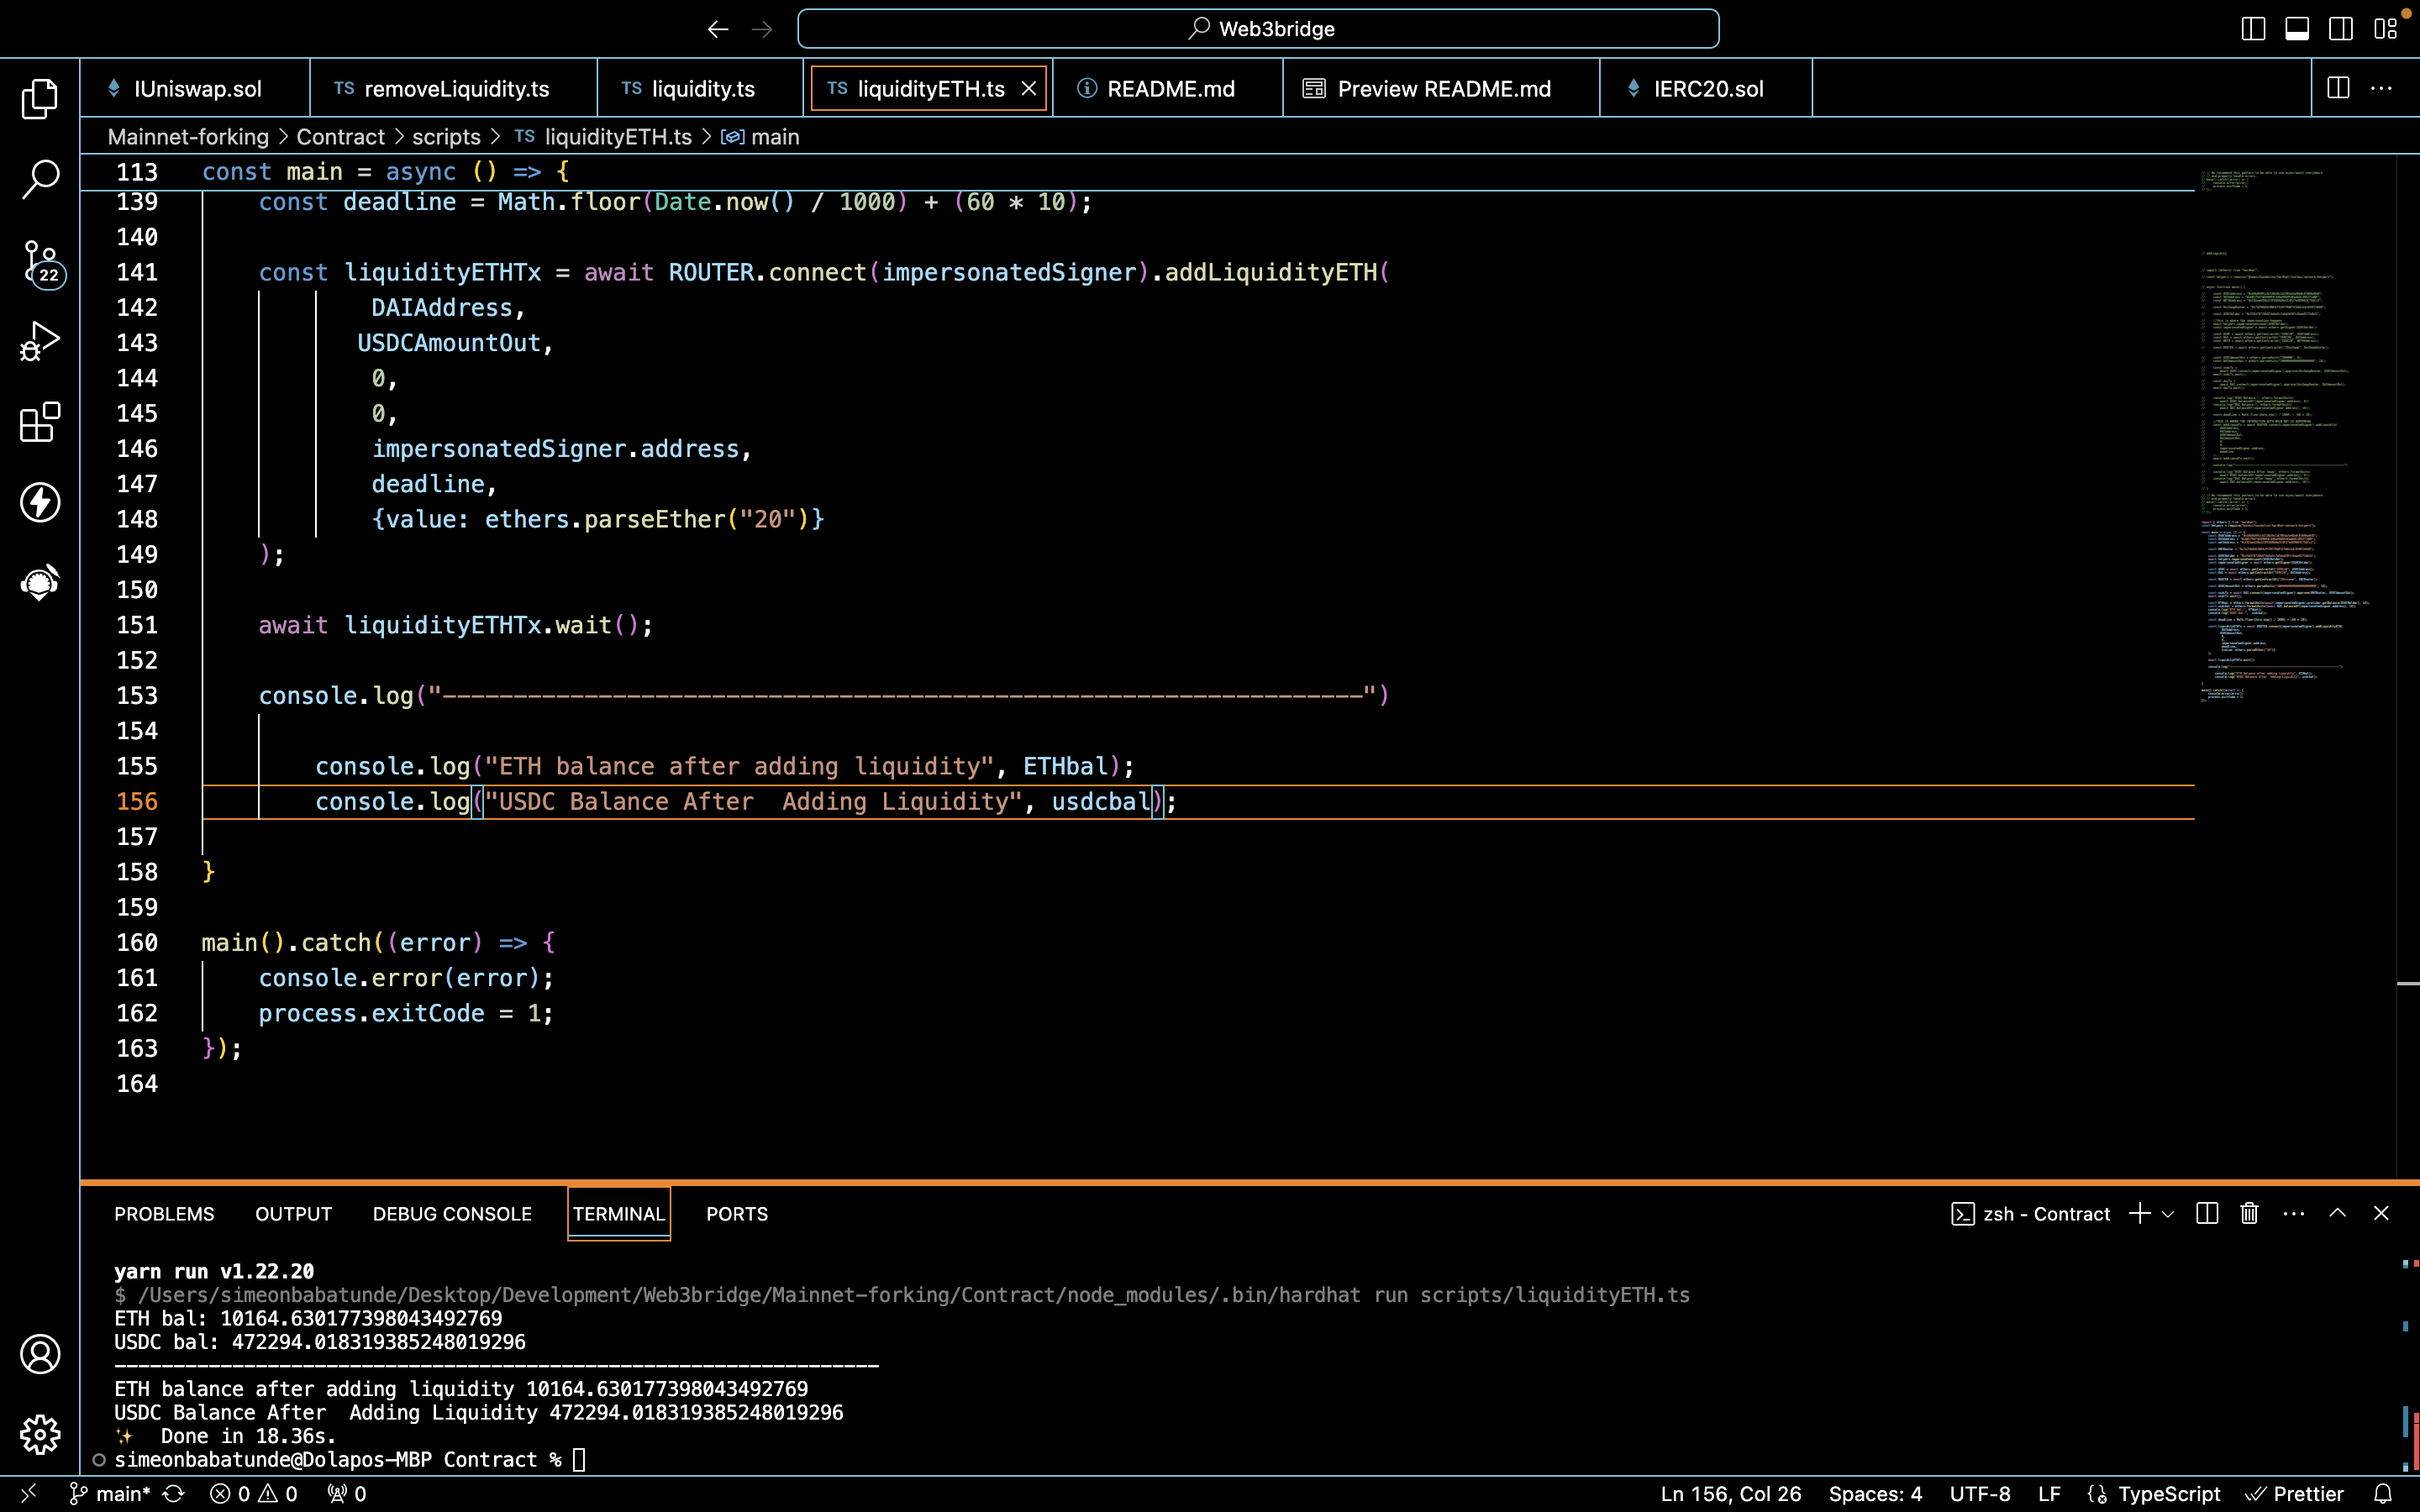 Web3bridge
IUniswap.sol
TS removeLiquidity.ts
TS liquidity.ts
TS liquidityETH.ts
README.md
Preview README.md
IERC20.sol
Mainnet-forking > Contract > scripts > TS liquidityETH.ts > main
22
113 const main = async () => {
139 const deadline = Math.floor(Date.now() / 1000) + (60 * 10);
140
141 const liquidityETHTx = await ROUTER.connect(impersonatedSigner).addLiquidityETH(
142 DAIAddress,
143 USDCAmountOut,
144 0,
145 0,
146 impersonatedSigner.address,
147 deadline,
148 {value: ethers.parseEther("20")}
149 );
150
151 await liquidityETHTx.wait();
152
153 console.log("-----------------------------------------------------------------")
154
155 console.log("ETH balance after adding liquidity", ETHbal);
156 console.log("USDC Balance After  Adding Liquidity", usdcbal);
157
158 }
159
160 main().catch((error) => {
161 console.error(error);
162 process.exitCode = 1;
163 });
164
PROBLEMS OUTPUT DEBUG CONSOLE TERMINAL PORTS
zsh - Contract
yarn run v1.22.20
$ /Users/simeonbabatunde/Desktop/Development/Web3bridge/Mainnet-forking/Contract/node_modules/.bin/hardhat run scripts/liquidityETH.ts
ETH bal: 10164.630177398043492769
USDC bal: 472294.018319385248019296
-----------------------------------------------------------------
ETH balance after adding liquidity 10164.630177398043492769
USDC Balance After  Adding Liquidity 472294.018319385248019296
✨  Done in 18.36s.
simeonbabatunde@Dolapos-MBP Contract %
main* 0 0 0
Ln 156, Col 26 Spaces: 4 UTF-8 LF TypeScript Prettier